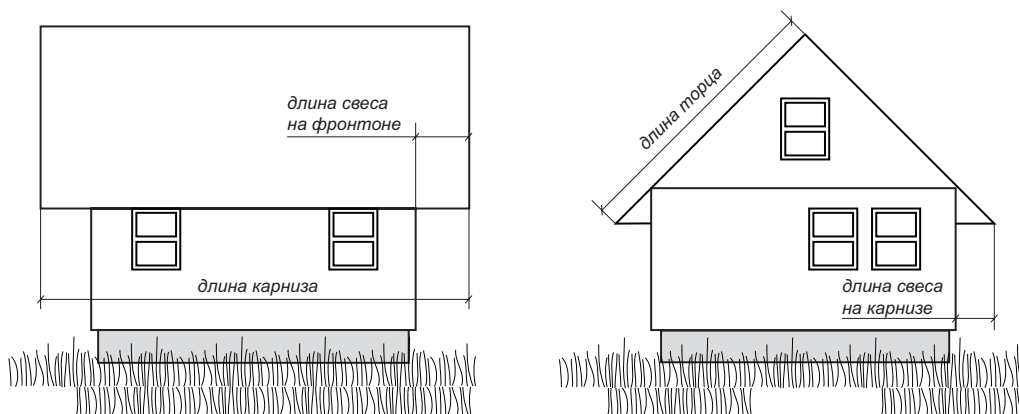 длина свеса
на фронтоне
длина карниза
длина торца
длина свеса
на карнизе